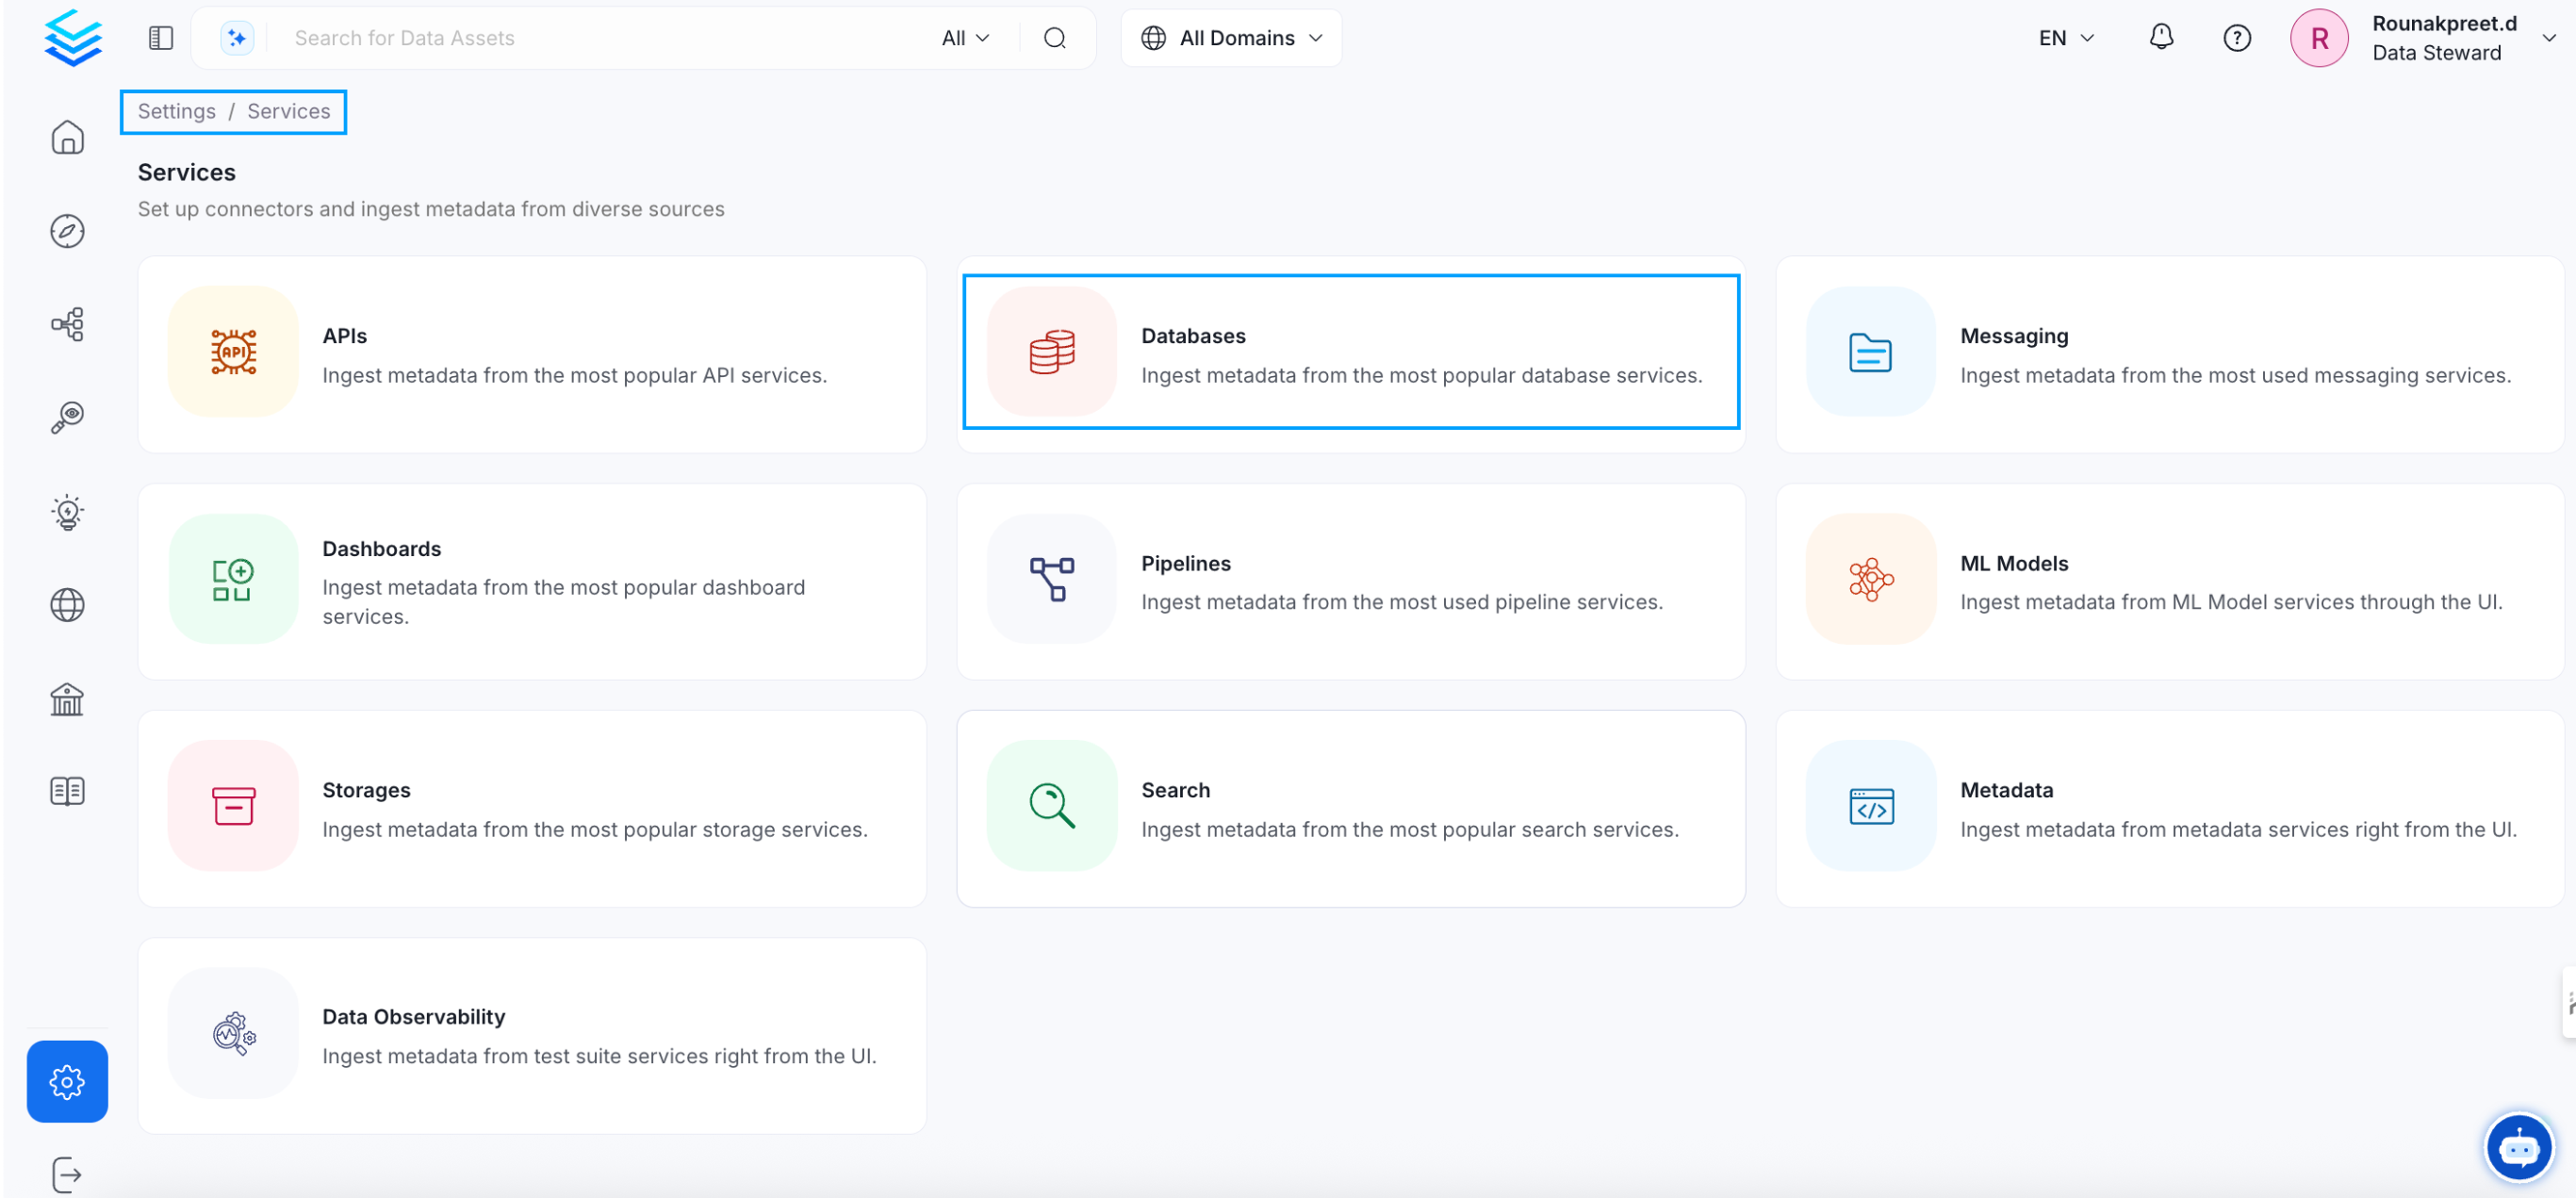 Search for Data Assets
All
All Domains
EN
R
Rounakpreet.d
Data Steward
Settings / Services
Services
Set up connectors and ingest metadata from diverse sources
API
APIs
Ingest metadata from the most popular API services.
Databases
Ingest metadata from the most popular database services.
Messaging
Ingest metadata from the most used messaging services.
Dashboards
Ingest metadata from the most popular dashboard
services.
Pipelines
Ingest metadata from the most used pipeline services.
ML Models
Ingest metadata from ML Model services through the UI.
Storages
Ingest metadata from the most popular storage services.
Search
Ingest metadata from the most popular search services.
Metadata
Ingest metadata from metadata services right from the UI.
Data Observability
Ingest metadata from test suite services right from the UI.